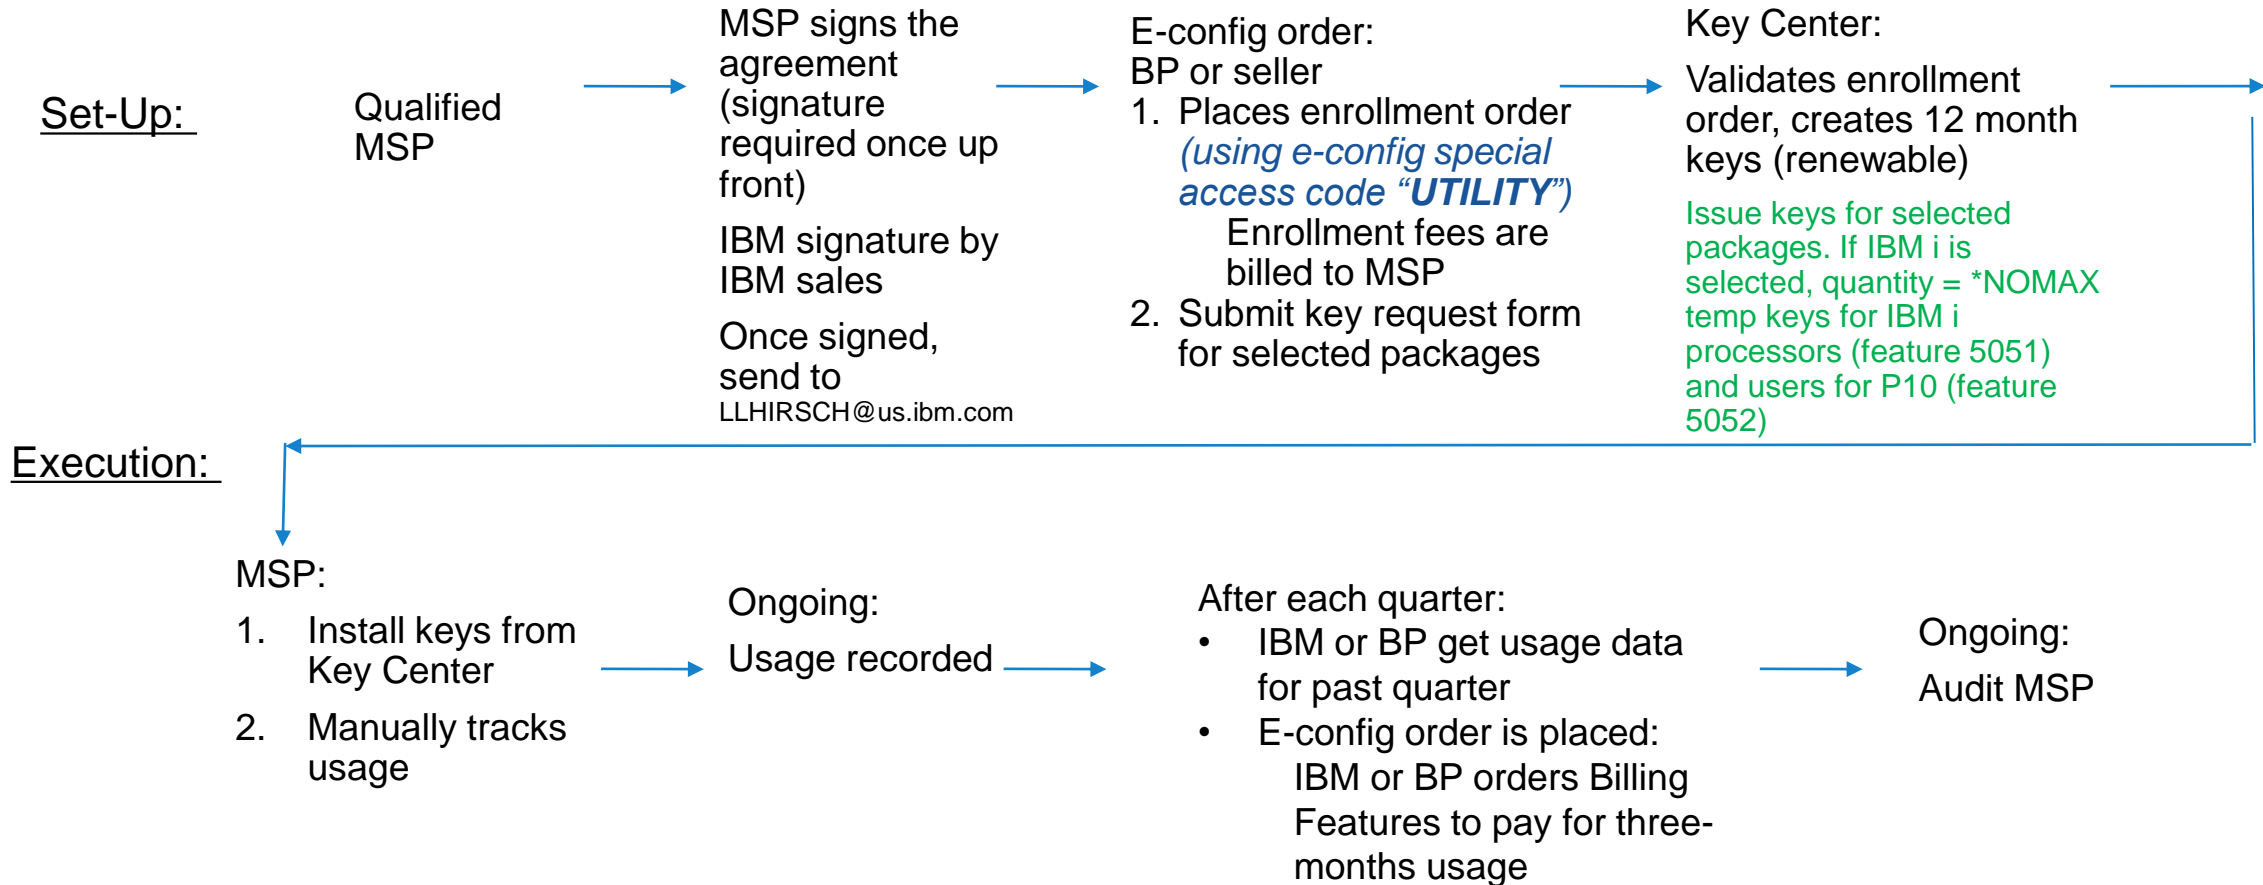 Set-Up:
Qualified
MSP
MSP signs the
agreement
(signature
required once up
front)
IBM signature by
IBM sales
Once signed,
send to
LLHIRSCH@us.ibm.com
E-config order:
BP or seller
1. Places enrollment order
(using e-config special
access code “UTILITY”)
Enrollment fees are
billed to MSP
2. Submit key request form
for selected packages
Key Center:
Validates enrollment
order, creates 12 month
keys (renewable)
Issue keys for selected
packages. If IBM i is
selected, quantity = *NOMAX
temp keys for IBM i
processors (feature 5051)
and users for P10 (feature
5052)
Execution:
MSP:
1. Install keys from
Key Center
2. Manually tracks
usage
Ongoing:
Usage recorded
After each quarter:
• IBM or BP get usage data
for past quarter
• E-config order is placed:
IBM or BP orders Billing
Features to pay for three-
months usage
Ongoing:
Audit MSP